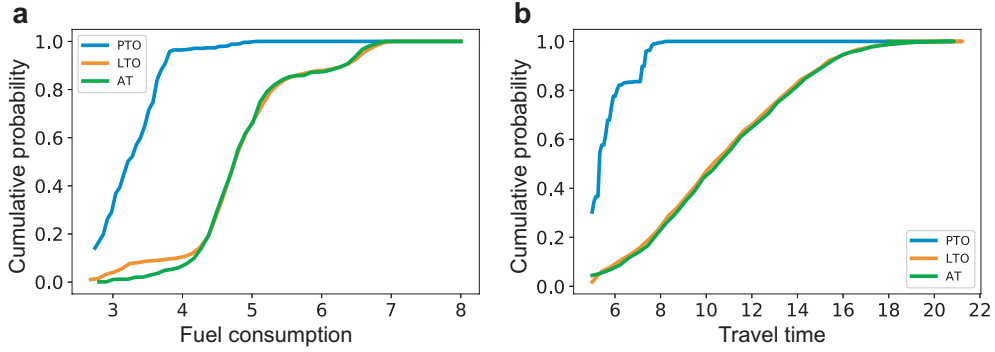 a
Cumulative probability
1.0
0.8
0.6
0.4
0.2
0.0
PTO
LTO
AT
3 4 5 6 7 8
Fuel consumption
b
Cumulative probability
1.0
0.8
0.6
0.4
0.2
0.0
PTO
LTO
AT
6 8 10 12 14 16 18 20 22
Travel time